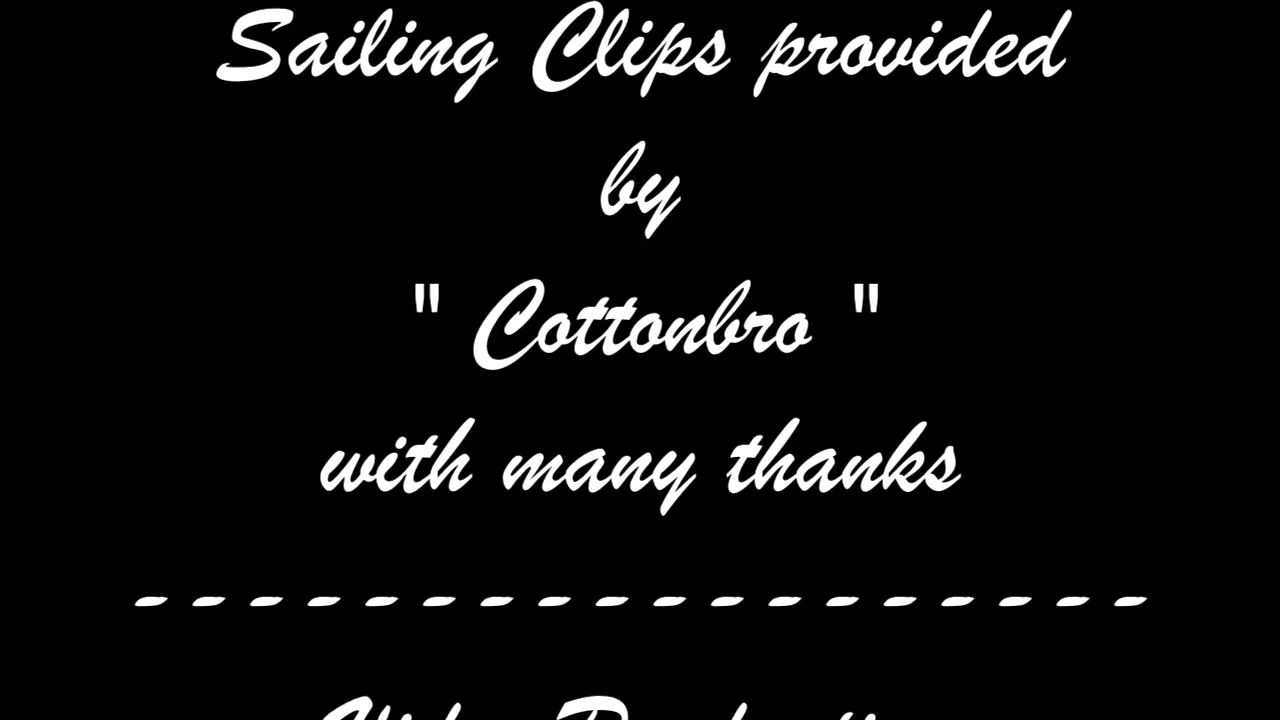 Sailing Clips provided
by
" Cottonbro "
with many thanks
- - - - - - - - - - - - - - - - - -